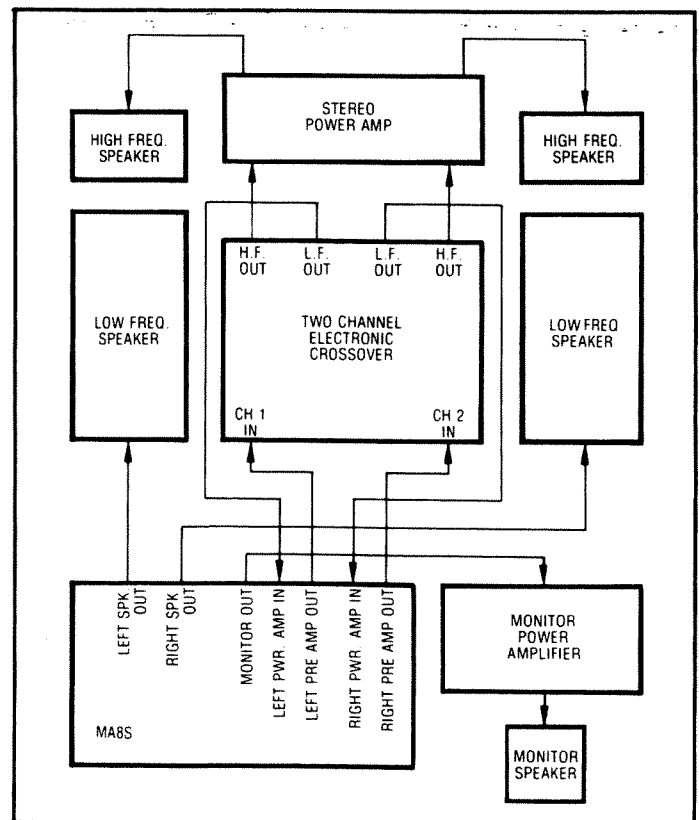 STEREO
POWER AMP
HIGH FREQ.
SPEAKER
HIGH FREQ.
SPEAKER
H.F.
OUT
L.F.
OUT
L.F.
OUT
H.F.
OUT
LOW FREQ.
SPEAKER
TWO CHANNEL
ELECTRONIC
CROSSOVER
LOW FREQ
SPEAKER
CH 1
IN
CH 2
IN
LEFT SPK
OUT
RIGHT SPK
OUT
MONITOR OUT
LEFT PWR. AMP IN
LEFT PRE AMP OUT
RIGHT PWR. AMP IN
RIGHT PRE AMP OUT
MA8S
MONITOR
POWER
AMPLIFIER
MONITOR
SPEAKER